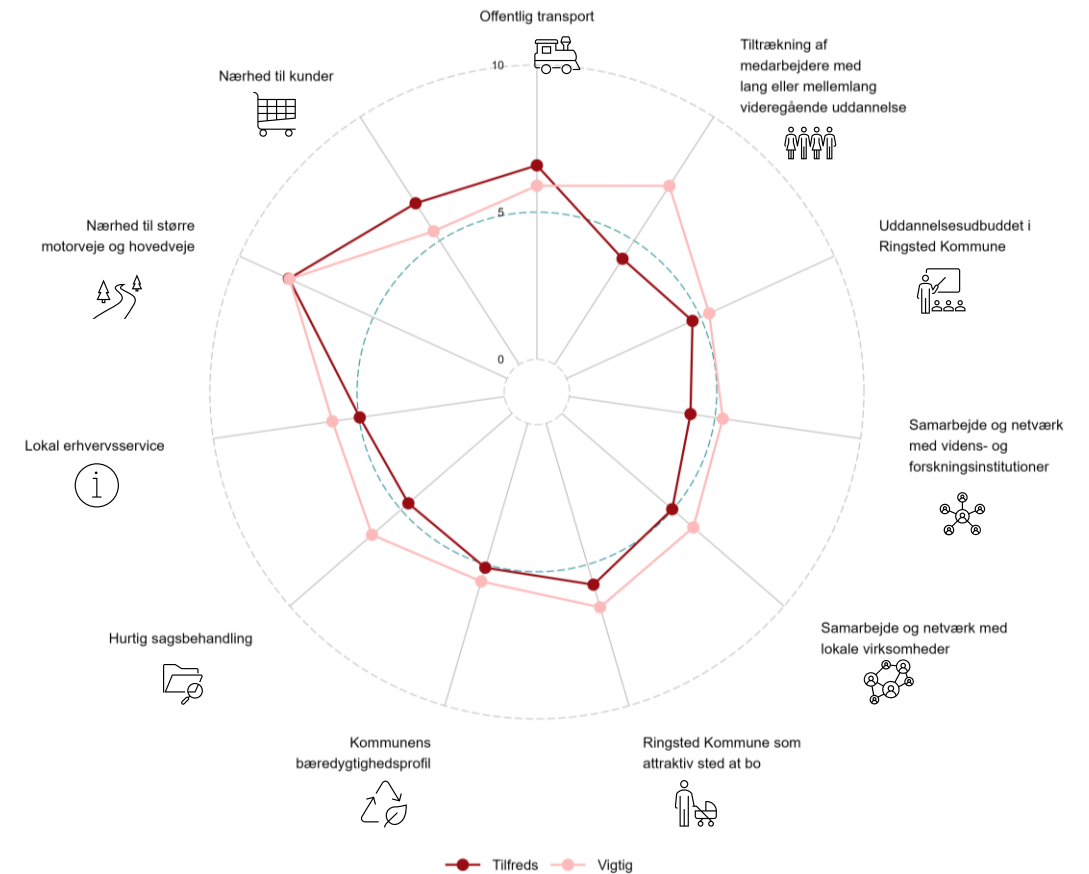 Offentlig transport
Tiltrækning af
medarbejdere med
lang eller mellemlang
videregående uddannelse
Nærhed til kunder
10
Nærhed til større
motorveje og hovedveje
5
Uddannelsesudbuddet i
Ringsted Kommune
0
Lokal erhvervsservice
i
Samarbejde og netværk
med videns- og
forskningsinstitutioner
Hurtig sagsbehandling
Samarbejde og netværk med
lokale virksomheder
Kommunens
bæredygtighedsprofil
Ringsted Kommune som
attraktiv sted at bo
Tilfreds
Vigtig